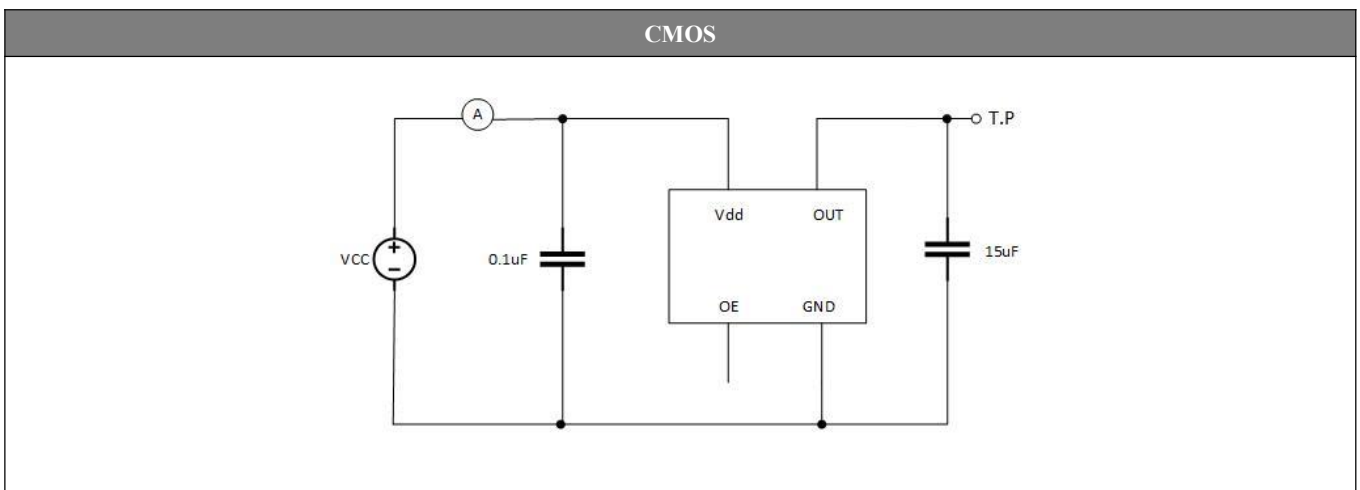 CMOS
A
T.P
Vdd OUT
VCC + - 0.1uF 15uF
OE GND